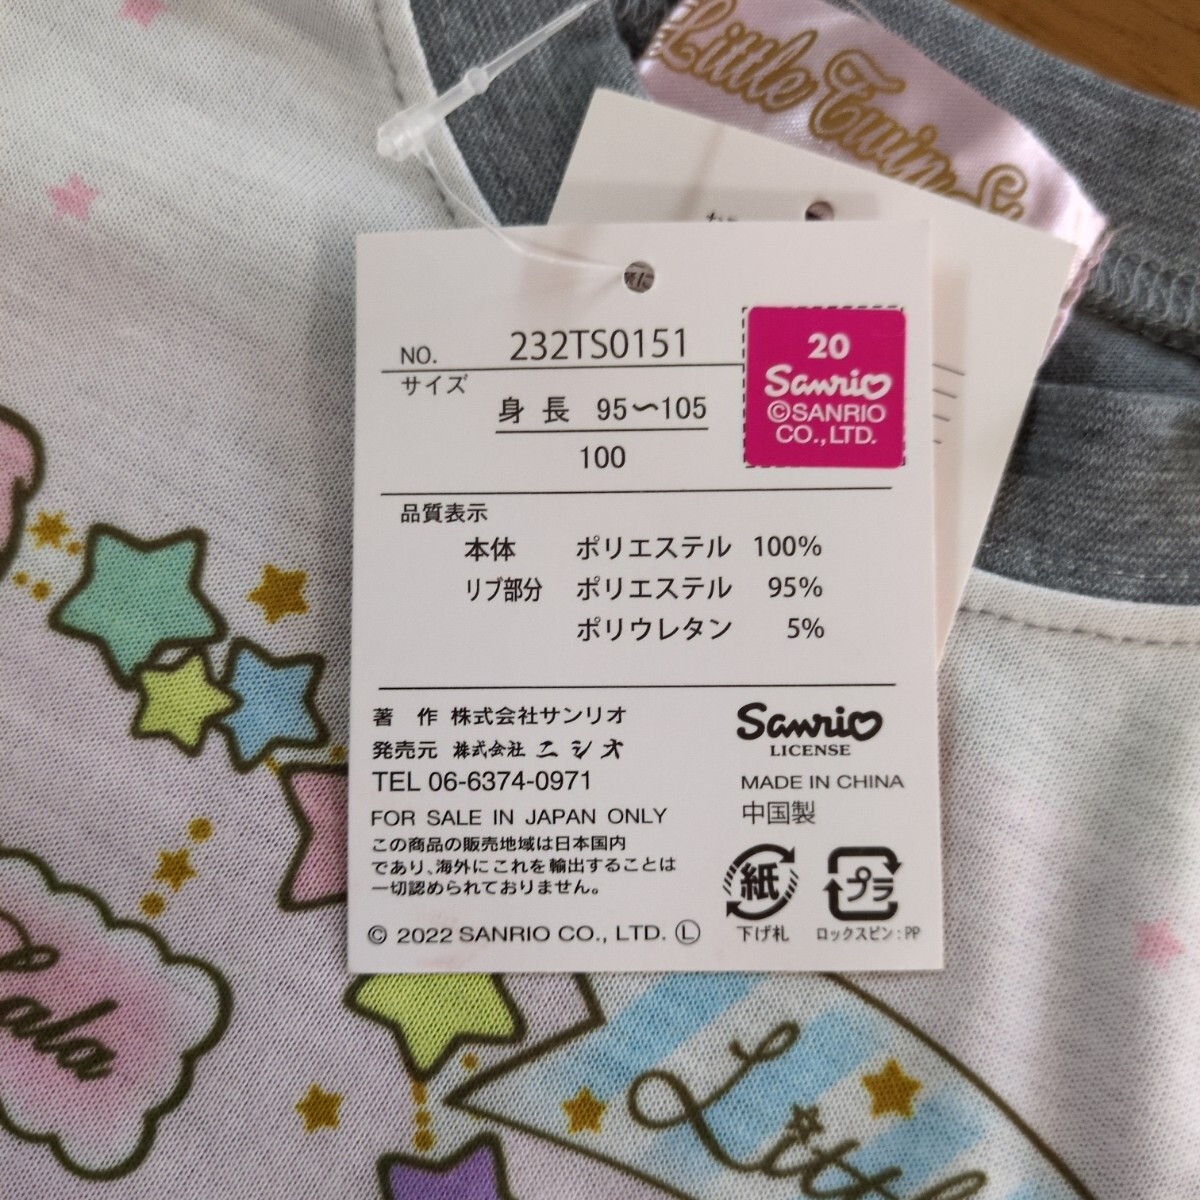 Little Twin
NO. 232TS0151
サイズ
身長 95〜105
100
20
Sanrio
©SANRIO
CO.,LTD.
品質表示
本体 ポリエステル 100%
リブ部分 ポリエステル 95%
ポリウレタン 5%
著 作 株式会社サンリオ
発売元 株式会社 ニシオ
TEL 06-6374-0971
FOR SALE IN JAPAN ONLY
この商品の販売地域は日本国内
であり、海外にこれを輸出することは
一切認められておりません。
© 2022 SANRIO CO., LTD. Ⓛ
Sanrio
LICENSE
MADE IN CHINA
中国製
紙
下げ札
プラ
ロックスピン:PP
Lala
Littl